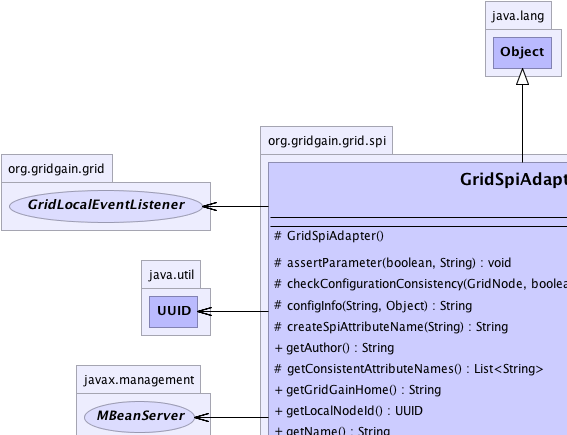 java.lang
Object
org.gridgain.grid.spi
org.gridgain.grid
GridSpiAdapt
GridLocalEventListener
# GridSpiAdapter()
# assertParameter(boolean, String) : void
java.util
# checkConfigurationConsistency(GridNode, boolea
UUID
# configInfo(String, Object) : String
# createSpiAttributeName(String) : String
+ getAuthor() : String
# getConsistentAttributeNames() : List<String>
javax.management
+ getGridGainHome() : String
MBeanServer
+ getLocalNodeId() : UUID
+ getName() : String